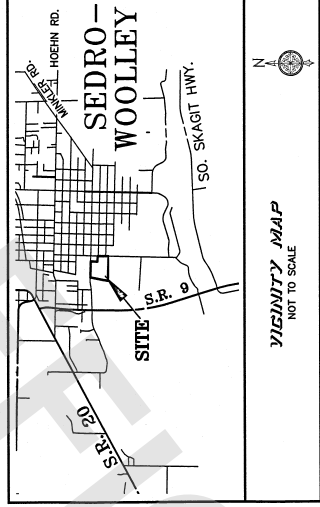 HOEHN RD.
MINKLER RD.
SEDRO-
WOOLLEY
SO. SKAGIT HWY.
S.R. 9
SITE
S.R. 20
VICINITY MAP
NOT TO SCALE
N